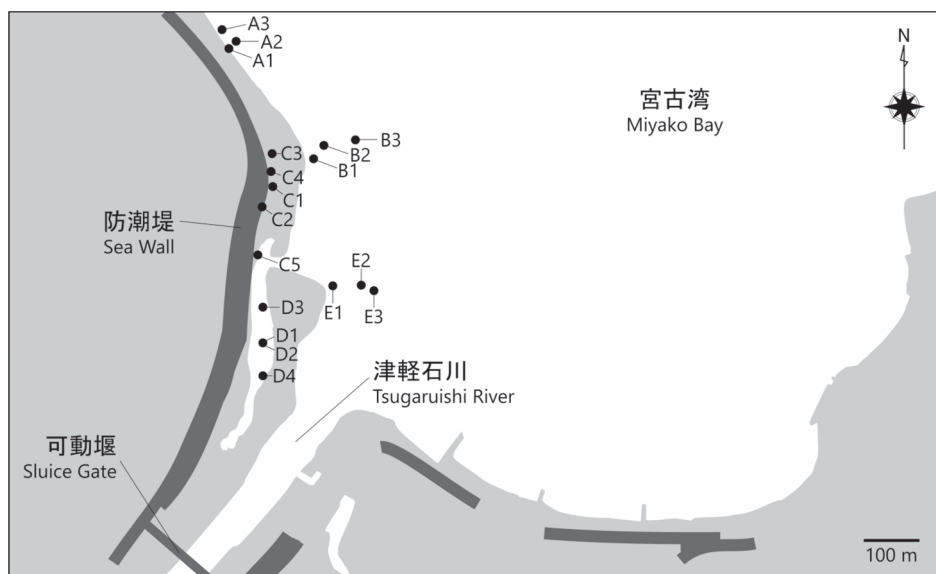 A3
A2
A1
N
宮古湾
Miyako Bay
B3
B2
B1
C3
C4
C1
C2
防潮堤
Sea Wall
C5
E2
E1
E3
D3
D1
D2
D4
津軽石川
Tsugaruishi River
可動堰
Sluice Gate
100 m